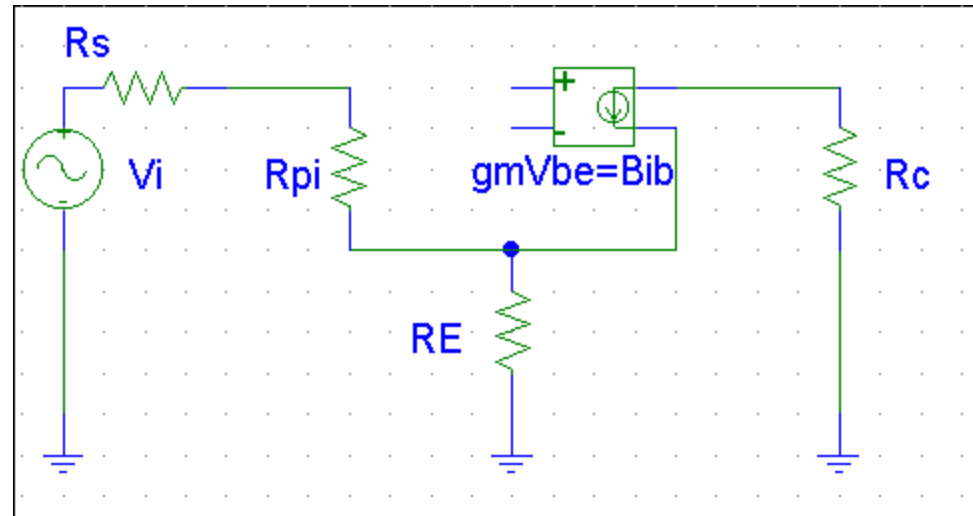 Rs
+
-
Vi
Rpi
+
-
gmVbe=Bib
Rc
RE